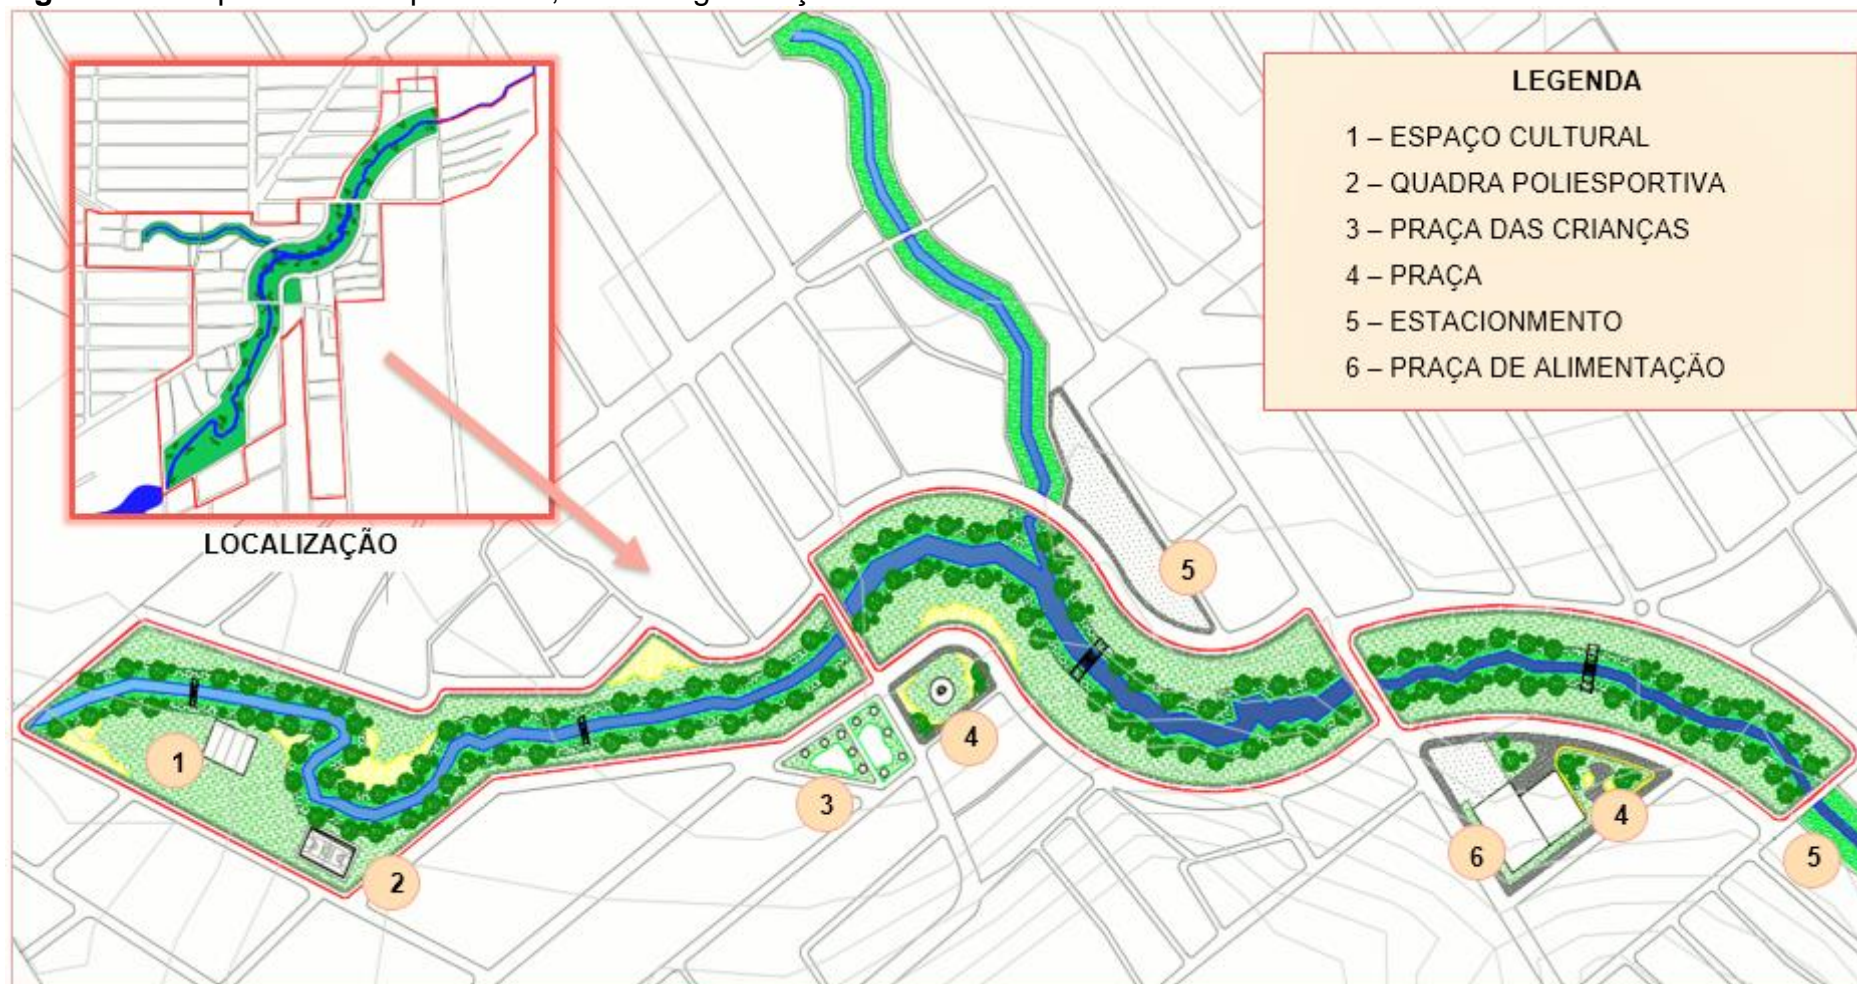 LEGENDA
1 – ESPAÇO CULTURAL
2 – QUADRA POLIESPORTIVA
3 – PRAÇA DAS CRIANÇAS
4 – PRAÇA
5 – ESTACIONMENTO
6 – PRAÇA DE ALIMENTAÇÃO
LOCALIZAÇÃO
5
1
4
3
2
6
4
5